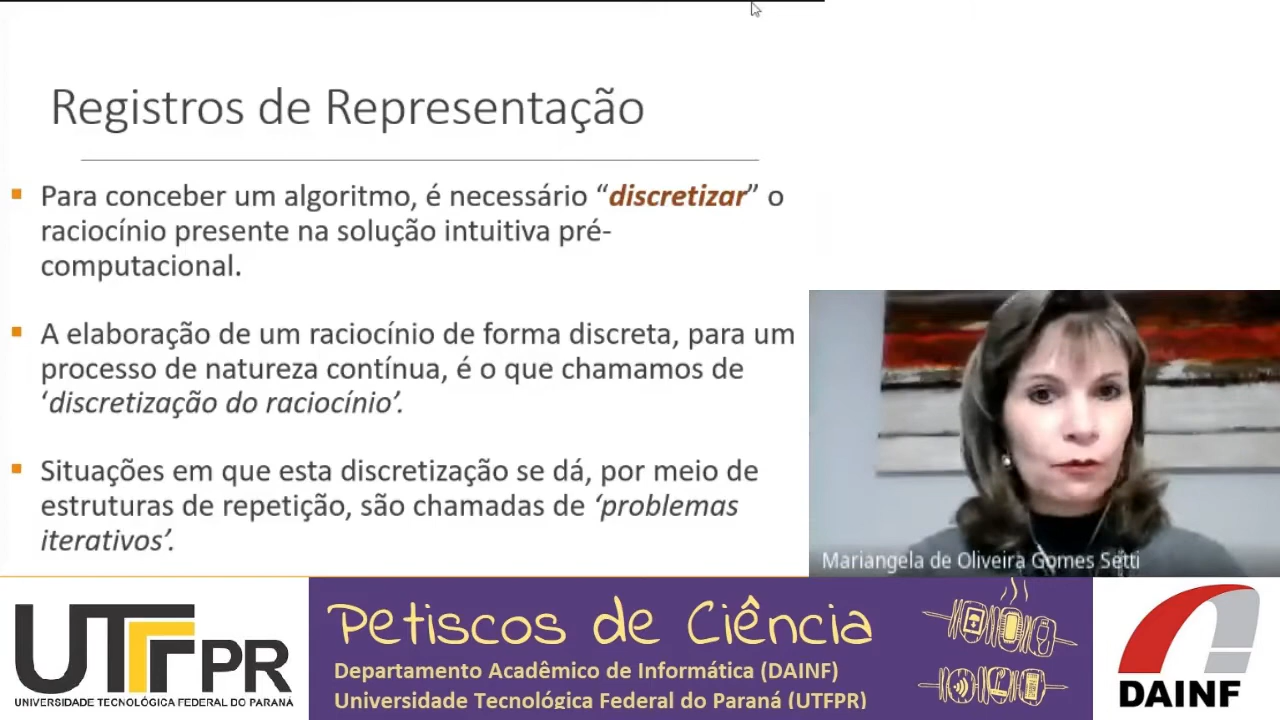 Registros de Representação
Para conceber um algoritmo, é necessário “discretizar” o
raciocínio presente na solução intuitiva pré-
computacional.
A elaboração de um raciocínio de forma discreta, para um
processo de natureza contínua, é o que chamamos de
‘discretização do raciocínio’.
Situações em que esta discretização se dá, por meio de
estruturas de repetição, são chamadas de ‘problemas
iterativos’.
Mariangela de Oliveira Gomes Setti
UTFPR
UNIVERSIDADE TECNOLÓGICA FEDERAL DO PARANÁ
Petiscos de Ciência
Departamento Acadêmico de Informática (DAINF)
Universidade Tecnológica Federal do Paraná (UTFPR)
DAINF